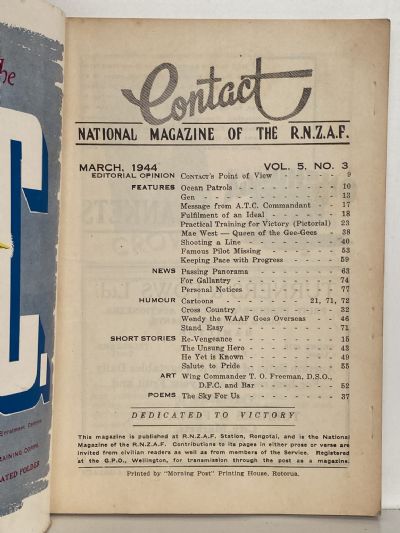 the
C.
Enrolment
TRAINING CORPS
ATED FOLDER
Contact
NATIONAL MAGAZINE OF THE R.N.Z.A.F.
MARCH, 1944 VOL. 5, NO. 3
EDITORIAL OPINION CONTACT'S Point of View - - - - - 9
FEATURES Ocean Patrols - - - - - - - 10
Gen - - - - - - - - - 13
Message from A.T.C. Commandant - - 17
Fulfilment of an Ideal - - - - - 18
Practical Training for Victory (Pictorial) 23
Mae West — Queen of the Gee-Gees - - 38
Shooting a Line - - - - - - 40
Famous Pilot Missing - - - - - 53
Keeping Pace with Progress - - - - 59
NEWS Passing Panorama - - - - - - 63
For Gallantry - - - - - - - 74
Personal Notices - - - - - - 77
HUMOUR Cartoons - - - - - 21, 71, 72
Cross Country - - - - - - - 32
Wendy the WAAF Goes Overseas - - - 46
Stand Easy - - - - - - - 71
SHORT STORIES Re-Vengeance - - - - - - - 15
The Unsung Hero - - - - - - 43
He Yet is Known - - - - - - 49
Salute to Pride - - - - - - 55
ART Wing Commander T. O. Freeman, D.S.O.,
D.F.C. and Bar - - - - - - 52
POEMS The Sky For Us - - - - - - 37
DEDICATED TO VICTORY
This magazine is published at R.N.Z.A.F. Station, Rongotai, and is the National
Magazine of the R.N.Z.A.F. Contributions to its pages in either prose or verse are
invited from civilian readers as well as from members of the Service. Registered
at the G.P.O., Wellington, for transmission through the post as a magazine.
Printed by "Morning Post" Printing House, Rotorua.